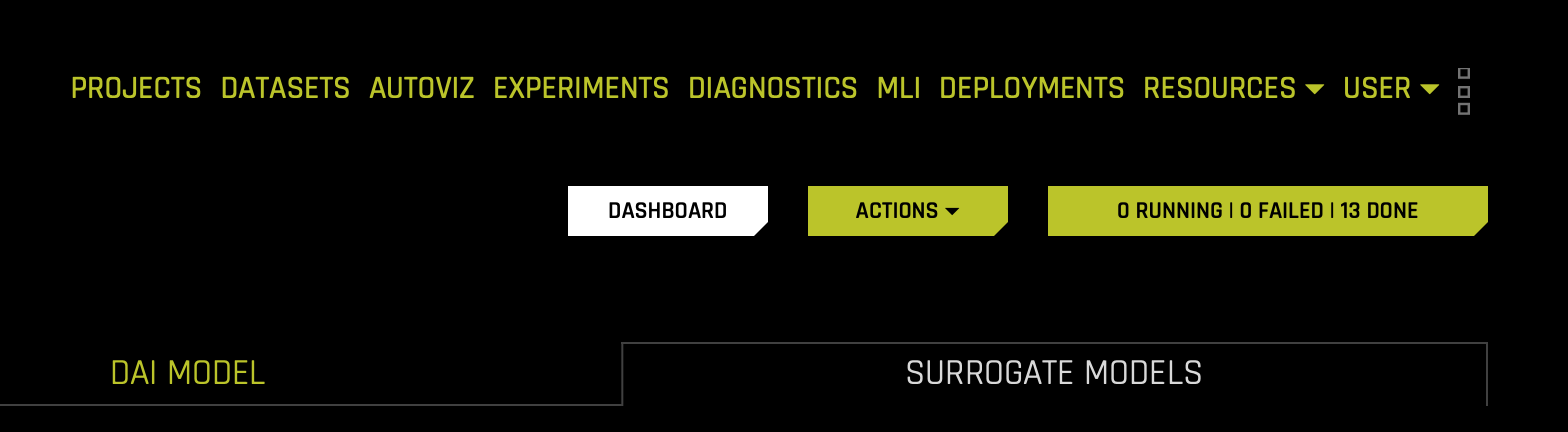 PROJECTS DATASETS AUTOVIZ EXPERIMENTS DIAGNOSTICS MLI DEPLOYMENTS RESOURCES USER
DASHBOARD ACTIONS 0 RUNNING | 0 FAILED | 13 DONE
DAI MODEL SURROGATE MODELS